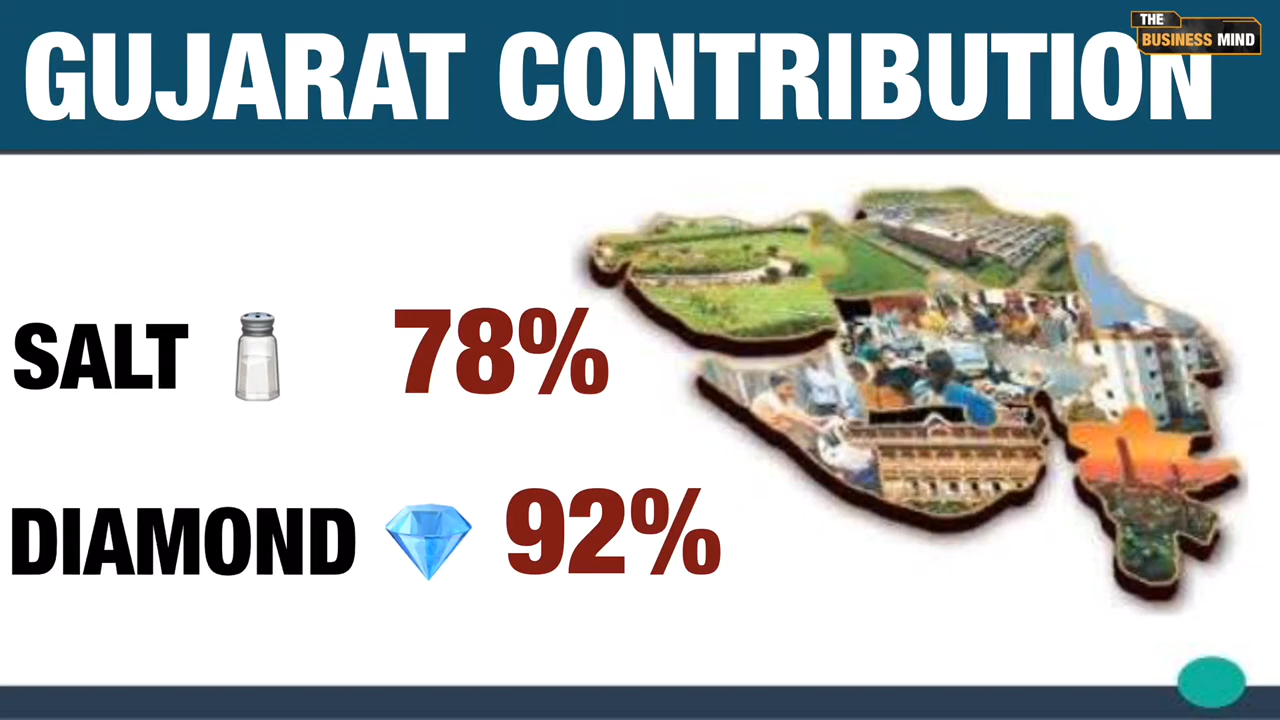 THE
BUSINESS MIND
GUJARAT CONTRIBUTION
SALT 78%
DIAMOND 92%